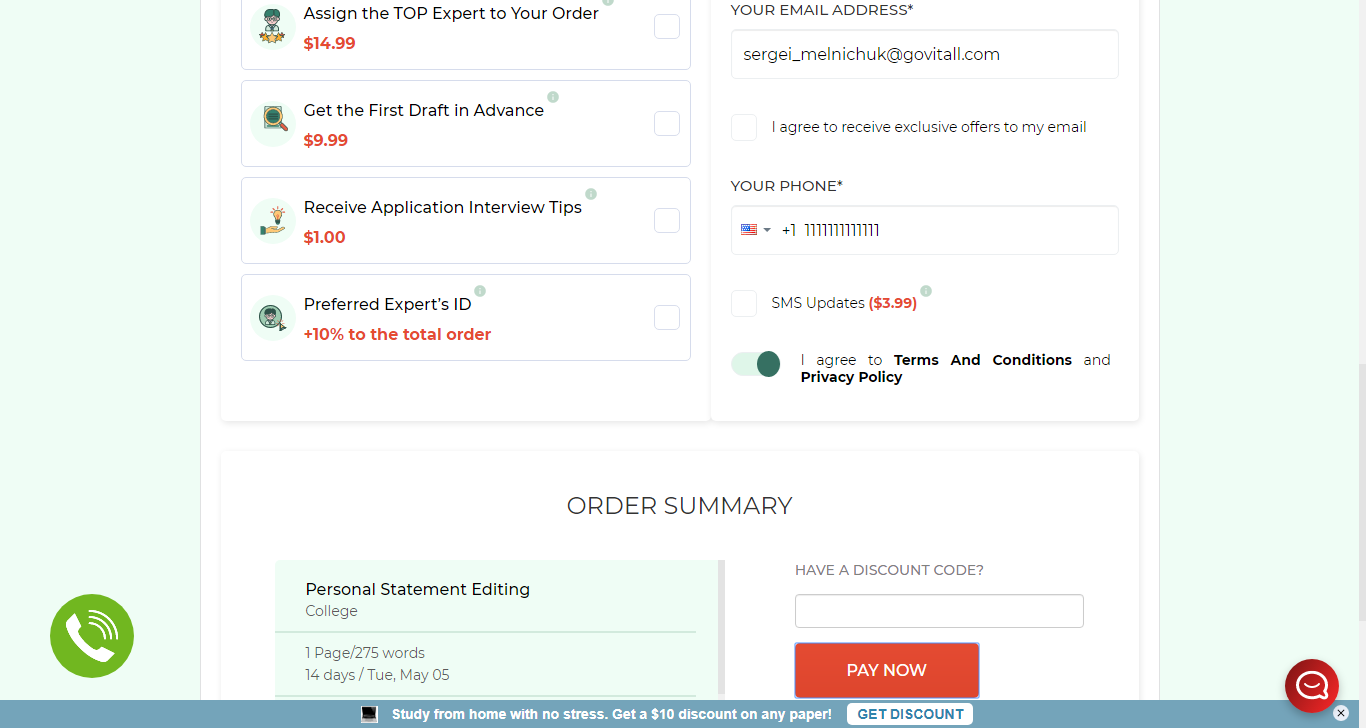 Assign the TOP Expert to Your Order
$14.99
Get the First Draft in Advance
$9.99
Receive Application Interview Tips
$1.00
Preferred Expert's ID
+10% to the total order
YOUR EMAIL ADDRESS*
sergei_melnichuk@govitall.com
I agree to receive exclusive offers to my email
YOUR PHONE*
+1 1111111111111
SMS Updates ($3.99)
I agree to Terms And Conditions and
Privacy Policy
ORDER SUMMARY
Personal Statement Editing
College
1 Page/275 words
14 days / Tue, May 05
HAVE A DISCOUNT CODE?
PAY NOW
Study from home with no stress. Get a $10 discount on any paper!
GET DISCOUNT